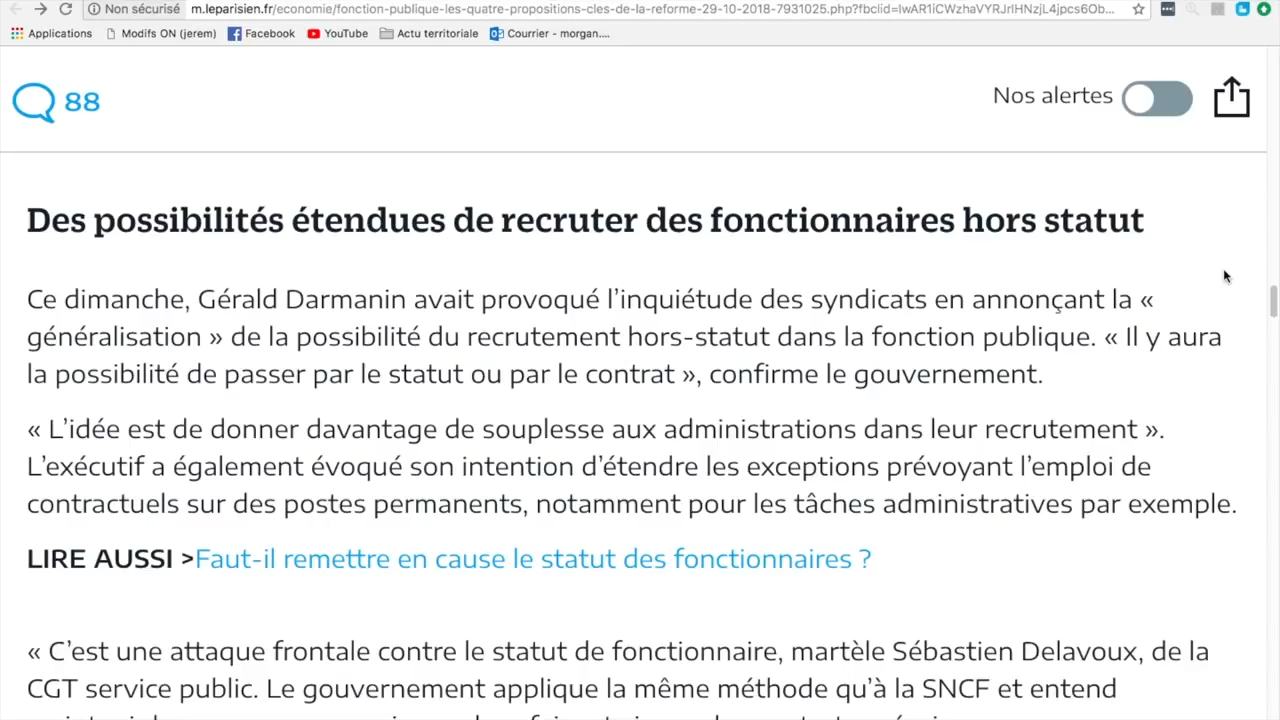 Non sécurisé
m.leparisien.fr/economie/fonction-publique-les-quatre-propositions-cles-de-la-reforme-29-10-2018-7931025.php?fbclid=IwAR1iCWzhaVYRJrIHNzjL4jpcs6Ob...
Applications Modifs ON (jerem) Facebook YouTube Actu territoriale Courrier - morgan....
88
Nos alertes
Des possibilités étendues de recruter des fonctionnaires hors statut
Ce dimanche, Gérald Darmanin avait provoqué l’inquiétude des syndicats en annonçant la «
généralisation » de la possibilité du recrutement hors-statut dans la fonction publique. « Il y aura
la possibilité de passer par le statut ou par le contrat », confirme le gouvernement.
« L’idée est de donner davantage de souplesse aux administrations dans leur recrutement ».
L’exécutif a également évoqué son intention d’étendre les exceptions prévoyant l’emploi de
contractuels sur des postes permanents, notamment pour les tâches administratives par exemple.
LIRE AUSSI >Faut-il remettre en cause le statut des fonctionnaires ?
« C’est une attaque frontale contre le statut de fonctionnaire, martèle Sébastien Delavoux, de la
CGT service public. Le gouvernement applique la même méthode qu’à la SNCF et entend